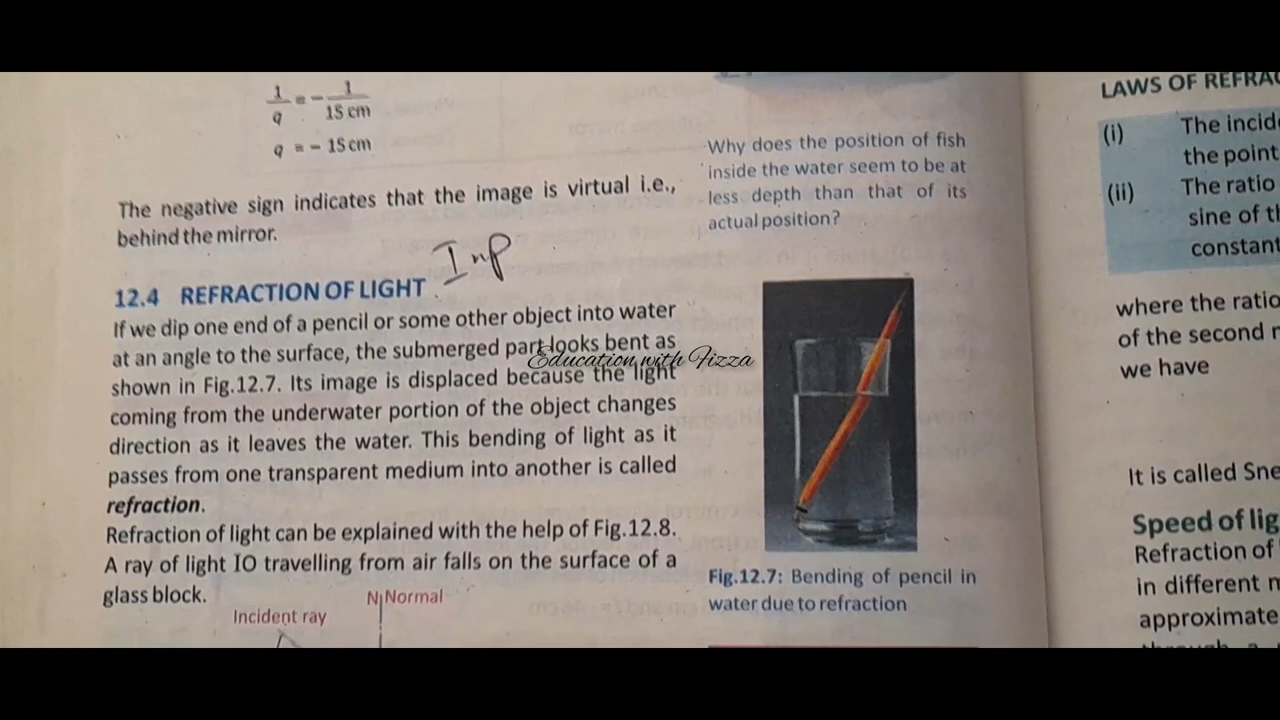 1/q = - 1/15 cm
q = - 15 cm
The negative sign indicates that the image is virtual i.e.,
behind the mirror.
Imp
12.4 REFRACTION OF LIGHT
If we dip one end of a pencil or some other object into water
at an angle to the surface, the submerged part looks bent as
shown in Fig.12.7. Its image is displaced because the light
coming from the underwater portion of the object changes
direction as it leaves the water. This bending of light as it
passes from one transparent medium into another is called
refraction.
Refraction of light can be explained with the help of Fig.12.8.
A ray of light IO travelling from air falls on the surface of a
glass block.
Incident ray
N Normal
Education with Fizza
Why does the position of fish
inside the water seem to be at
less depth than that of its
actual position?
Fig.12.7: Bending of pencil in
water due to refraction
LAWS OF REFRA
(i) The incid
the point
(ii) The ratio
sine of t
constant
where the ratio
of the second
we have
It is called Sne
Speed of lig
Refraction of
in different
approximate